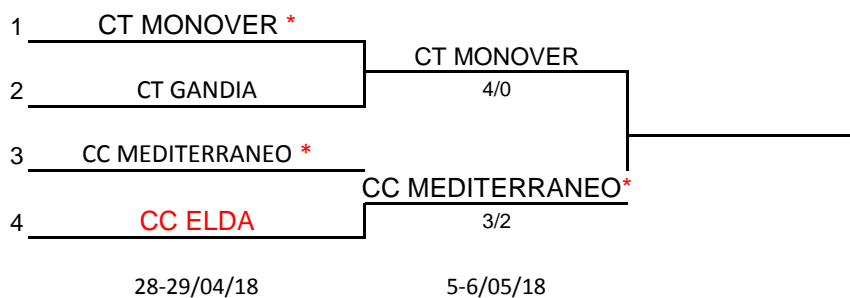 1 CT MONOVER *
CT MONOVER
2 CT GANDIA
4/0
3 CC MEDITERRANEO *
CC MEDITERRANEO*
4 CC ELDA
3/2
28-29/04/18
5-6/05/18